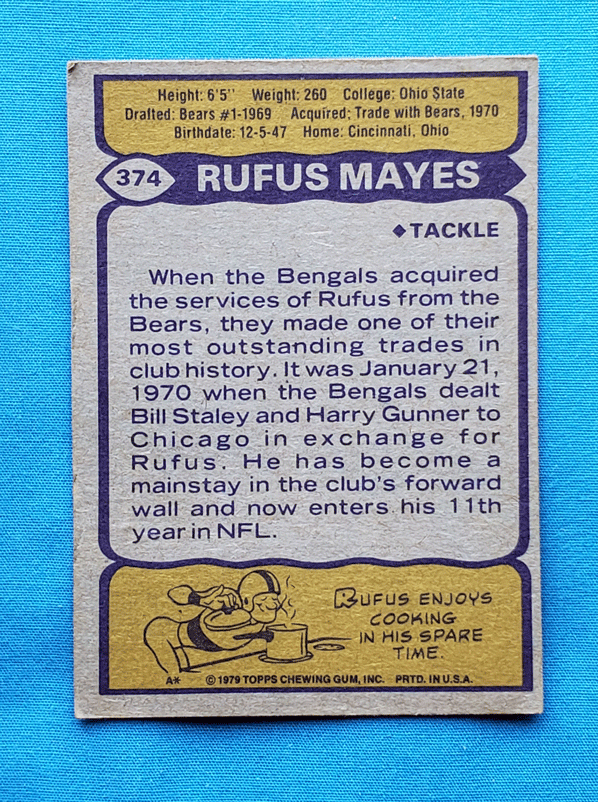 Height: 6'5" Weight: 260 College: Ohio State
Drafted: Bears #1-1969 Acquired: Trade with Bears, 1970
Birthdate: 12-5-47 Home: Cincinnati, Ohio
374 RUFUS MAYES
◆TACKLE
When the Bengals acquired
the services of Rufus from the
Bears, they made one of their
most outstanding trades in
club history. It was January 21,
1970 when the Bengals dealt
Bill Staley and Harry Gunner to
Chicago in exchange for
Rufus. He has become a
mainstay in the club's forward
wall and now enters his 11th
year in NFL.
RUFUS ENJOYS
COOKING
IN HIS SPARE
TIME.
A* © 1979 TOPPS CHEWING GUM, INC. PRTD. IN U.S.A.